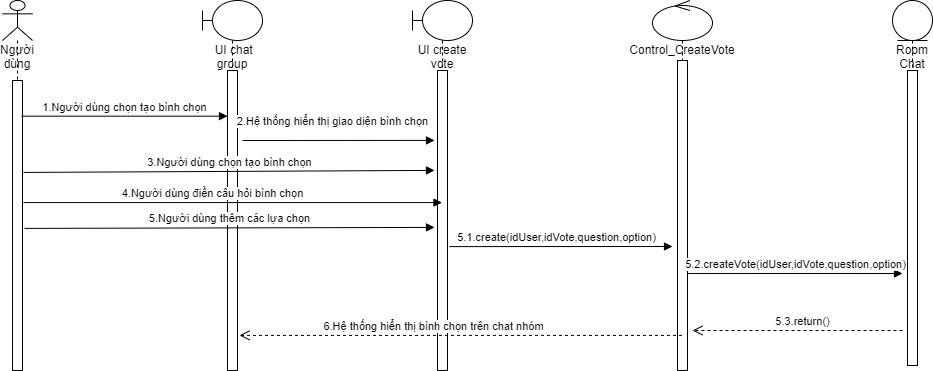 Người
dùng
UI chat
group
UI create
vote
Control_CreateVote
Room
Chat
1.Người dùng chọn tạo bình chọn
2.Hệ thống hiển thị giao diện bình chọn
3.Người dùng chọn tạo bình chọn
4.Người dùng điền câu hỏi bình chọn
5.Người dùng thêm các lựa chọn
5.1.create(idUser,idVote,question,option)
5.2.createVote(idUser,idVote,question,option)
5.3.return()
6.Hệ thống hiển thị bình chọn trên chat nhóm